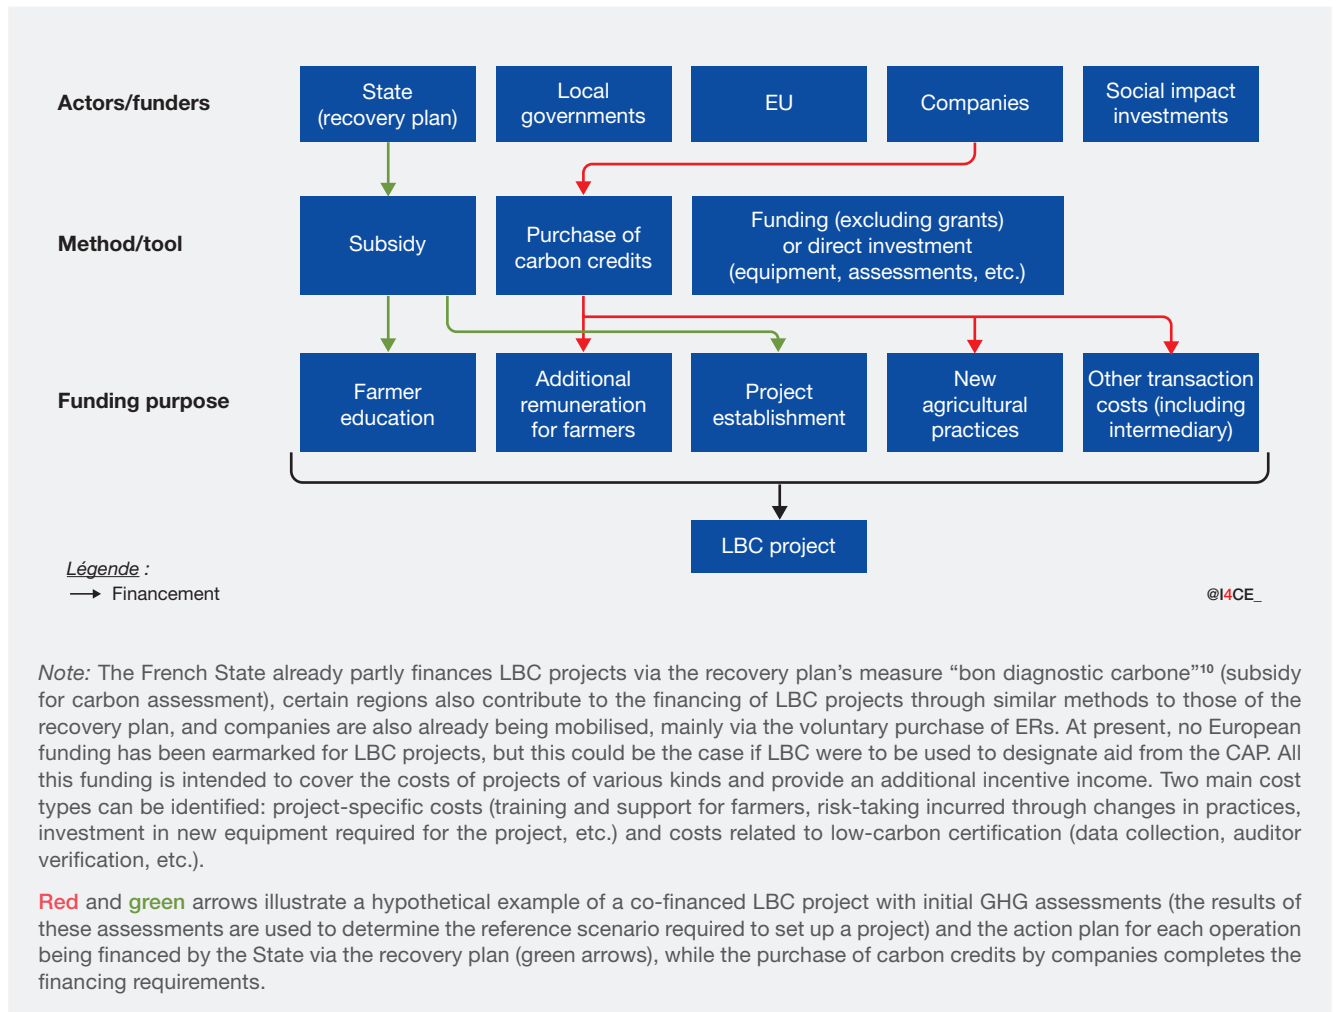 Actors/funders
State
(recovery plan)
Local
governments
EU
Companies
Social impact
investments
Method/tool
Subsidy
Purchase of
carbon credits
Funding (excluding grants)
or direct investment
(equipment, assessments, etc.)
Funding purpose
Farmer
education
Additional
remuneration
for farmers
Project
establishment
New
agricultural
practices
Other transaction
costs (including
intermediary)
LBC project
Légende :
Financement
@I4CE_
Note: The French State already partly finances LBC projects via the recovery plan’s measure “bon diagnostic carbone”¹⁰ (subsidy
for carbon assessment), certain regions also contribute to the financing of LBC projects through similar methods to those of the
recovery plan, and companies are also already being mobilised, mainly via the voluntary purchase of ERs. At present, no European
funding has been earmarked for LBC projects, but this could be the case if LBC were to be used to designate aid from the CAP. All
this funding is intended to cover the costs of projects of various kinds and provide an additional incentive income. Two main cost
types can be identified: project-specific costs (training and support for farmers, risk-taking incurred through changes in practices,
investment in new equipment required for the project, etc.) and costs related to low-carbon certification (data collection, auditor
verification, etc.).
Red and green arrows illustrate a hypothetical example of a co-financed LBC project with initial GHG assessments (the results of
these assessments are used to determine the reference scenario required to set up a project) and the action plan for each operation
being financed by the State via the recovery plan (green arrows), while the purchase of carbon credits by companies completes the
financing requirements.